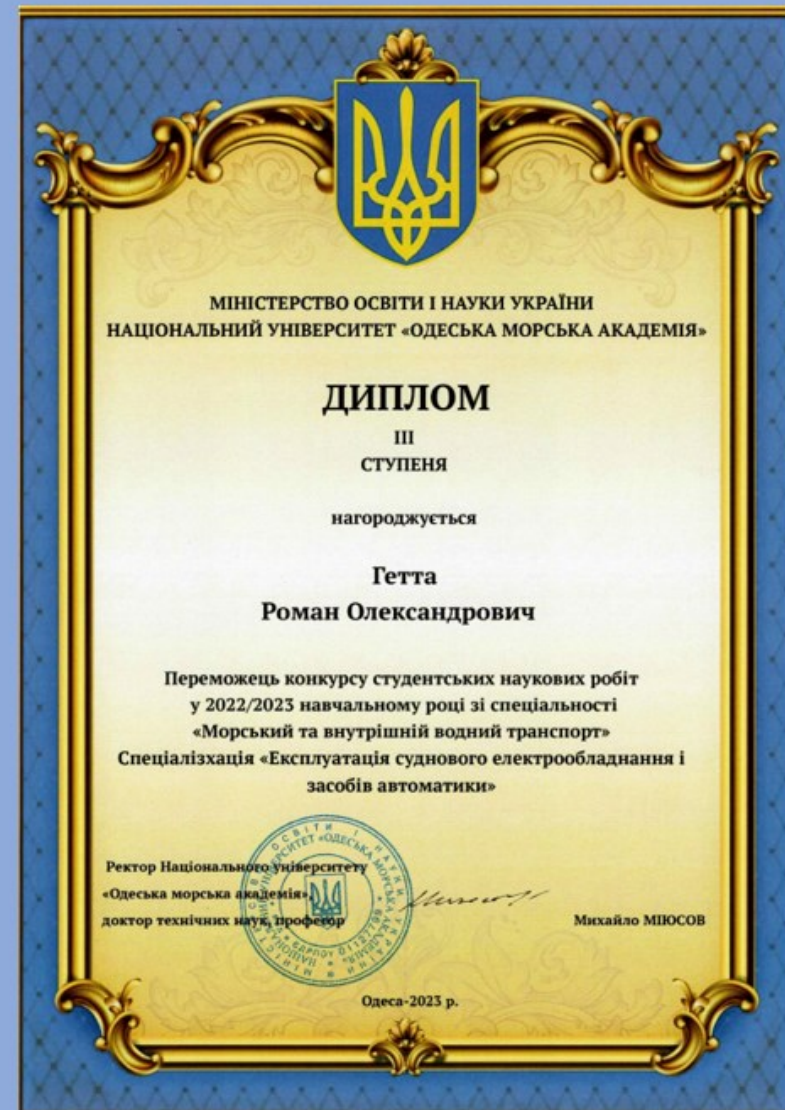 МІНІСТЕРСТВО ОСВІТИ І НАУКИ УКРАЇНИ
НАЦІОНАЛЬНИЙ УНІВЕРСИТЕТ «ОДЕСЬКА МОРСЬКА АКАДЕМІЯ»
ДИПЛОМ
III
СТУПЕНЯ
нагороджується
Гетта
Роман Олександрович
Переможець конкурсу студентських наукових робіт
у 2022/2023 навчальному році зі спеціальності
«Морський та внутрішній водний транспорт»
Спеціалізхація «Експлуатація суднового електрообладнання і
засобів автоматики»
Ректор Національного університету
«Одеська морська академія»,
доктор технічних наук, професор
Михайло МІЮСОВ
Одеса-2023 р.